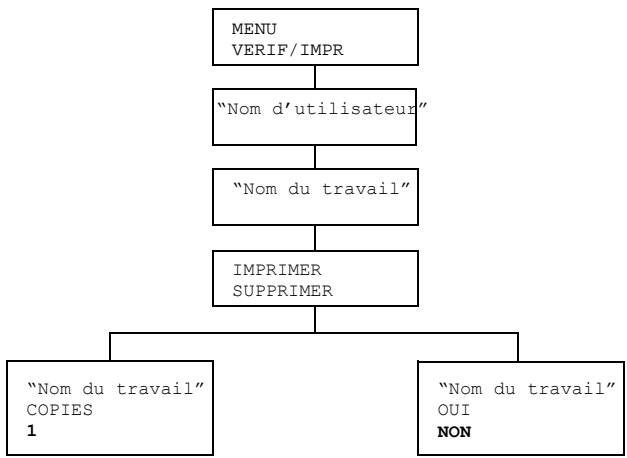 MENU
VERIF/IMPR
“Nom d’utilisateur”
“Nom du travail”
IMPRIMER
SUPPRIMER
“Nom du travail”
COPIES
1
“Nom du travail”
OUI
NON